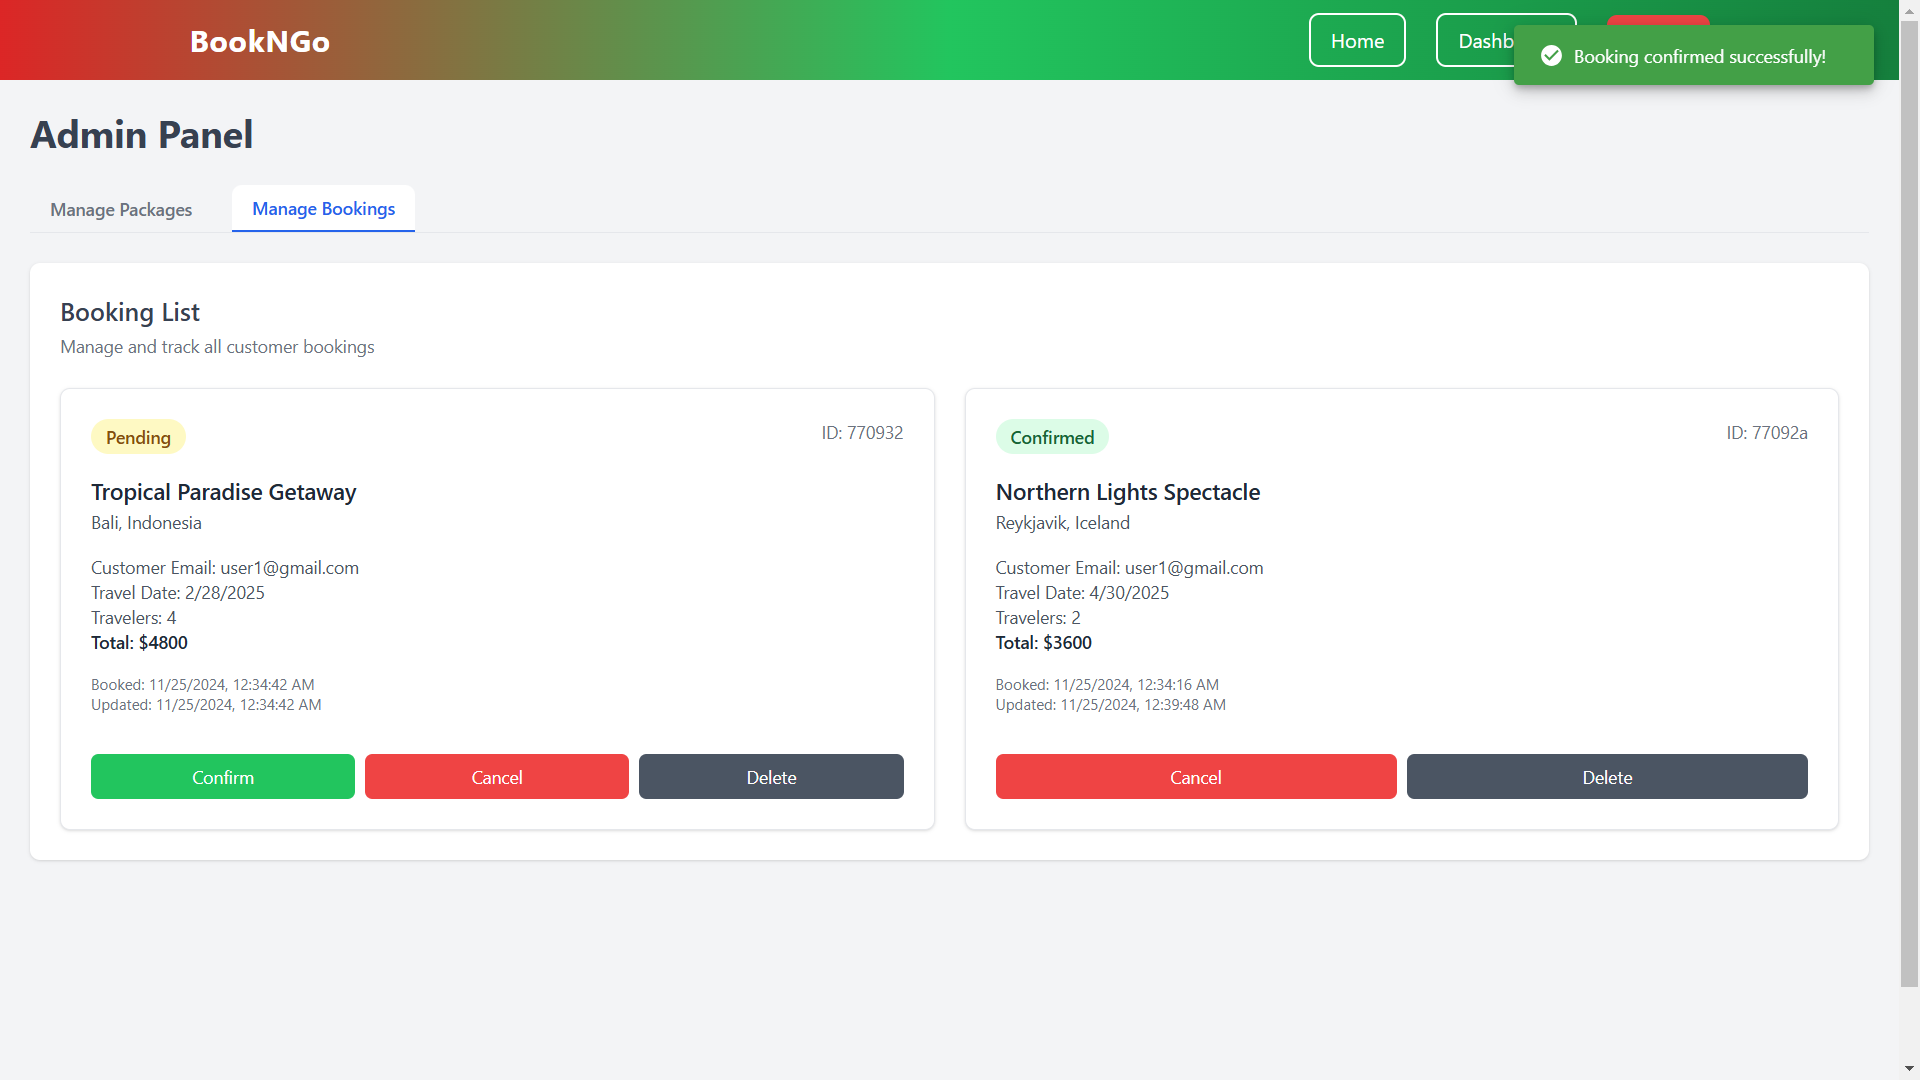 BookNGo
Home
Dashb
Booking confirmed successfully!
Admin Panel
Manage Packages
Manage Bookings
Booking List
Manage and track all customer bookings
Pending
ID: 770932
Tropical Paradise Getaway
Bali, Indonesia
Customer Email: user1@gmail.com
Travel Date: 2/28/2025
Travelers: 4
Total: $4800
Booked: 11/25/2024, 12:34:42 AM
Updated: 11/25/2024, 12:34:42 AM
Confirm
Cancel
Delete
Confirmed
ID: 77092a
Northern Lights Spectacle
Reykjavik, Iceland
Customer Email: user1@gmail.com
Travel Date: 4/30/2025
Travelers: 2
Total: $3600
Booked: 11/25/2024, 12:34:16 AM
Updated: 11/25/2024, 12:39:48 AM
Cancel
Delete